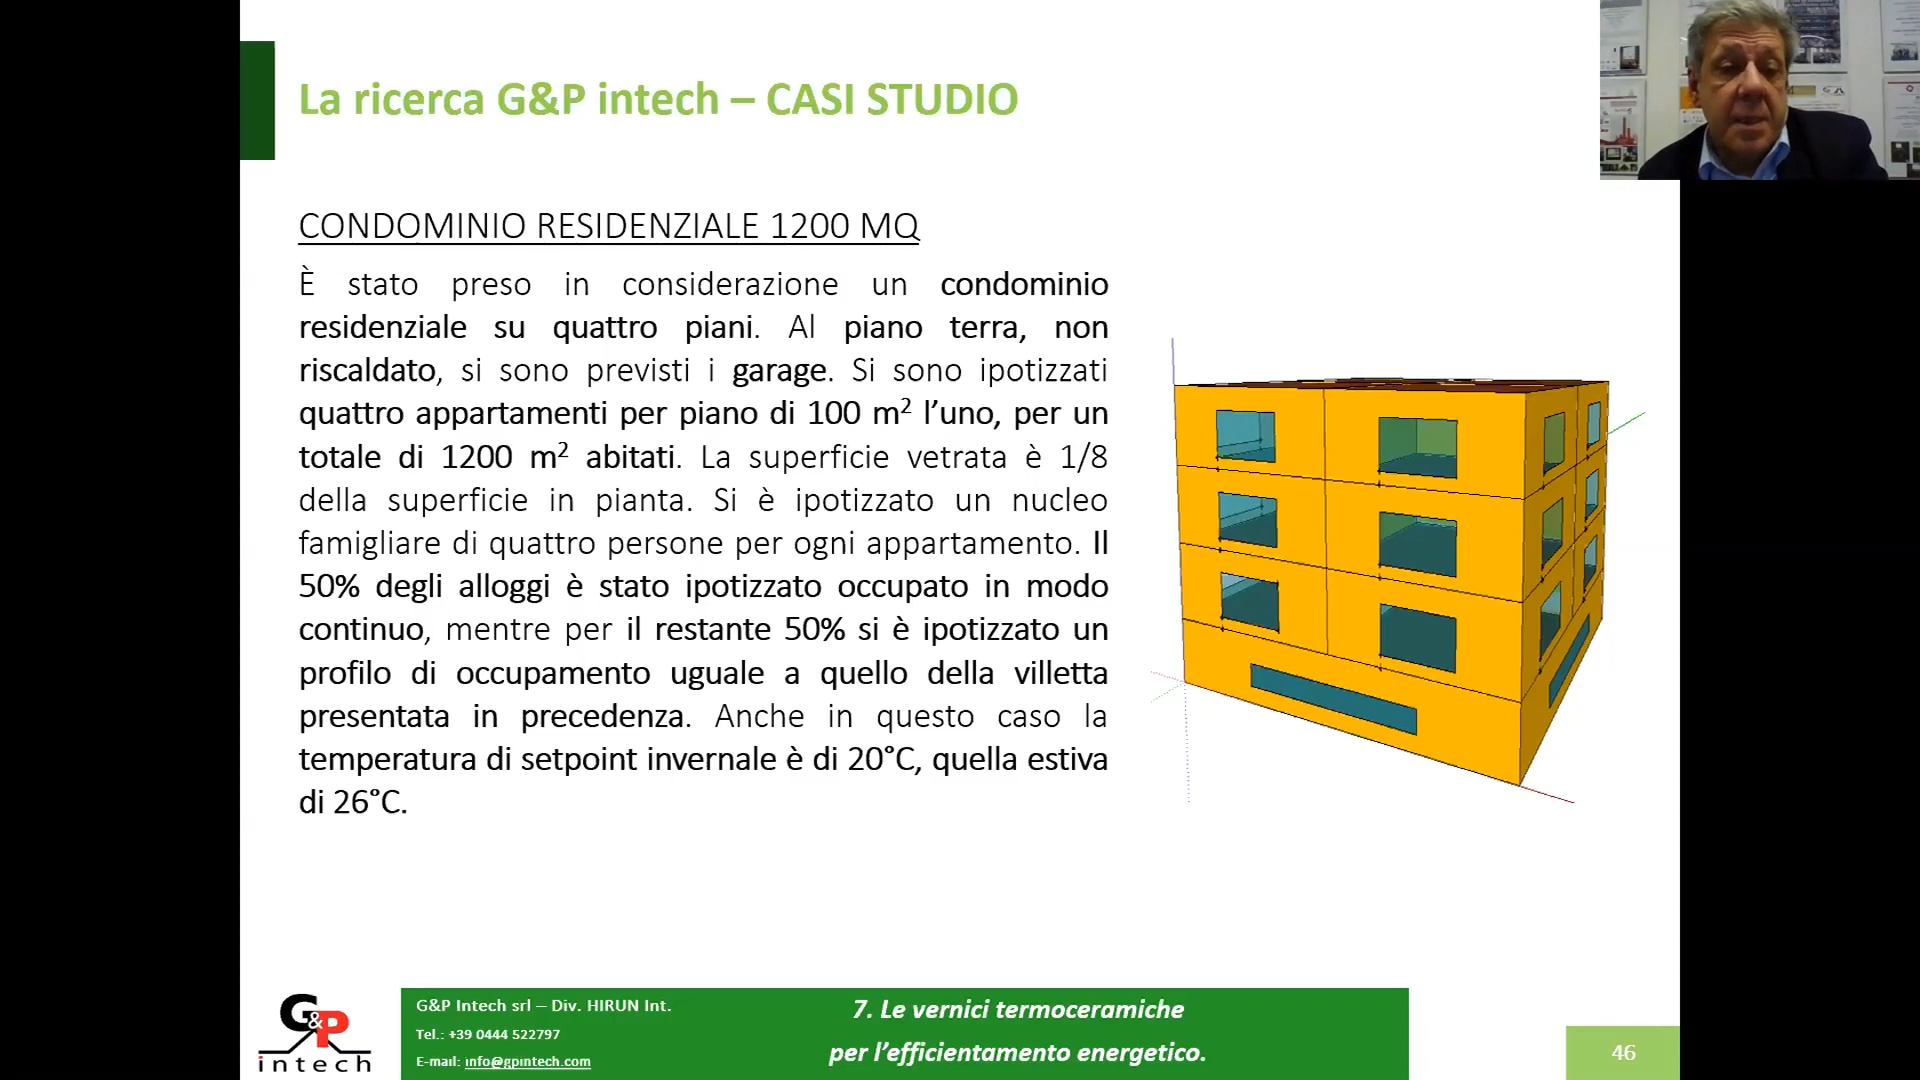 La ricerca G&P intech – CASI STUDIO
CONDOMINIO RESIDENZIALE 1200 MQ
È stato preso in considerazione un condominio
residenziale su quattro piani. Al piano terra, non
riscaldato, si sono previsti i garage. Si sono ipotizzati
quattro appartamenti per piano di 100 m² l’uno, per un
totale di 1200 m² abitati. La superficie vetrata è 1/8
della superficie in pianta. Si è ipotizzato un nucleo
famigliare di quattro persone per ogni appartamento. Il
50% degli alloggi è stato ipotizzato occupato in modo
continuo, mentre per il restante 50% si è ipotizzato un
profilo di occupamento uguale a quello della villetta
presentata in precedenza. Anche in questo caso la
temperatura di setpoint invernale è di 20°C, quella estiva
di 26°C.
G&P
intech
G&P Intech srl – Div. HIRUN Int.
Tel.: +39 0444 522797
E-mail: info@gpintech.com
7. Le vernici termoceramiche
per l’efficientamento energetico.
46